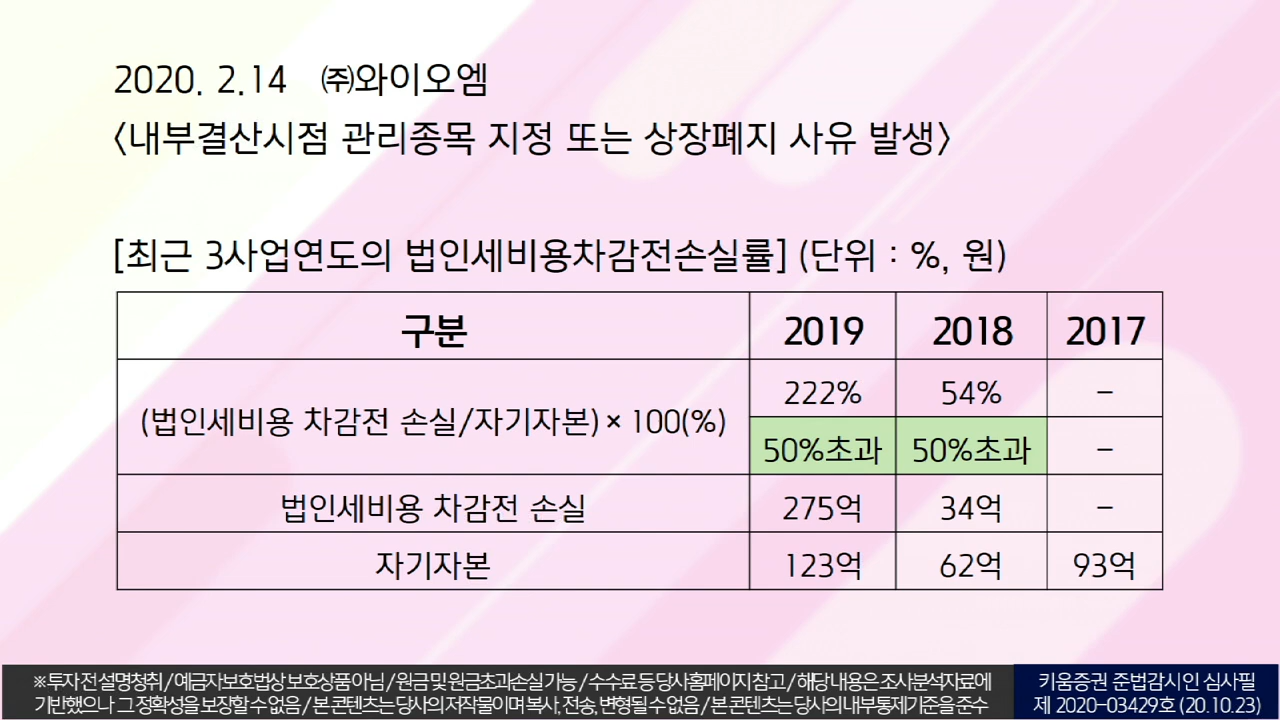 2020. 2.14 ㈜와이오엠
<내부결산시점 관리종목 지정 또는 상장폐지 사유 발생>
[최근 3사업연도의 법인세비용차감전손실률] (단위 : %, 원)
구분 2019 2018 2017
(법인세비용 차감전 손실/자기자본) × 100(%) 222% 54% –
50%초과 50%초과 –
법인세비용 차감전 손실 275억 34억 –
자기자본 123억 62억 93억
※투자 전 설명청취 / 예금자보호법상 보호상품 아님 / 원금 및 원금초과손실 가능 / 수수료 등 당사홈페이지 참고 / 해당 내용은 조사분석자료에
기반했으나 그 정확성을 보장할 수 없음 / 본 콘텐츠는 당사의 저작물이며 복사, 전송, 변형될 수 없음 / 본 콘텐츠는 당사의 내부통제기준을 준수
키움증권 준법감시인 심사필
제 2020-03429호 (20.10.23)